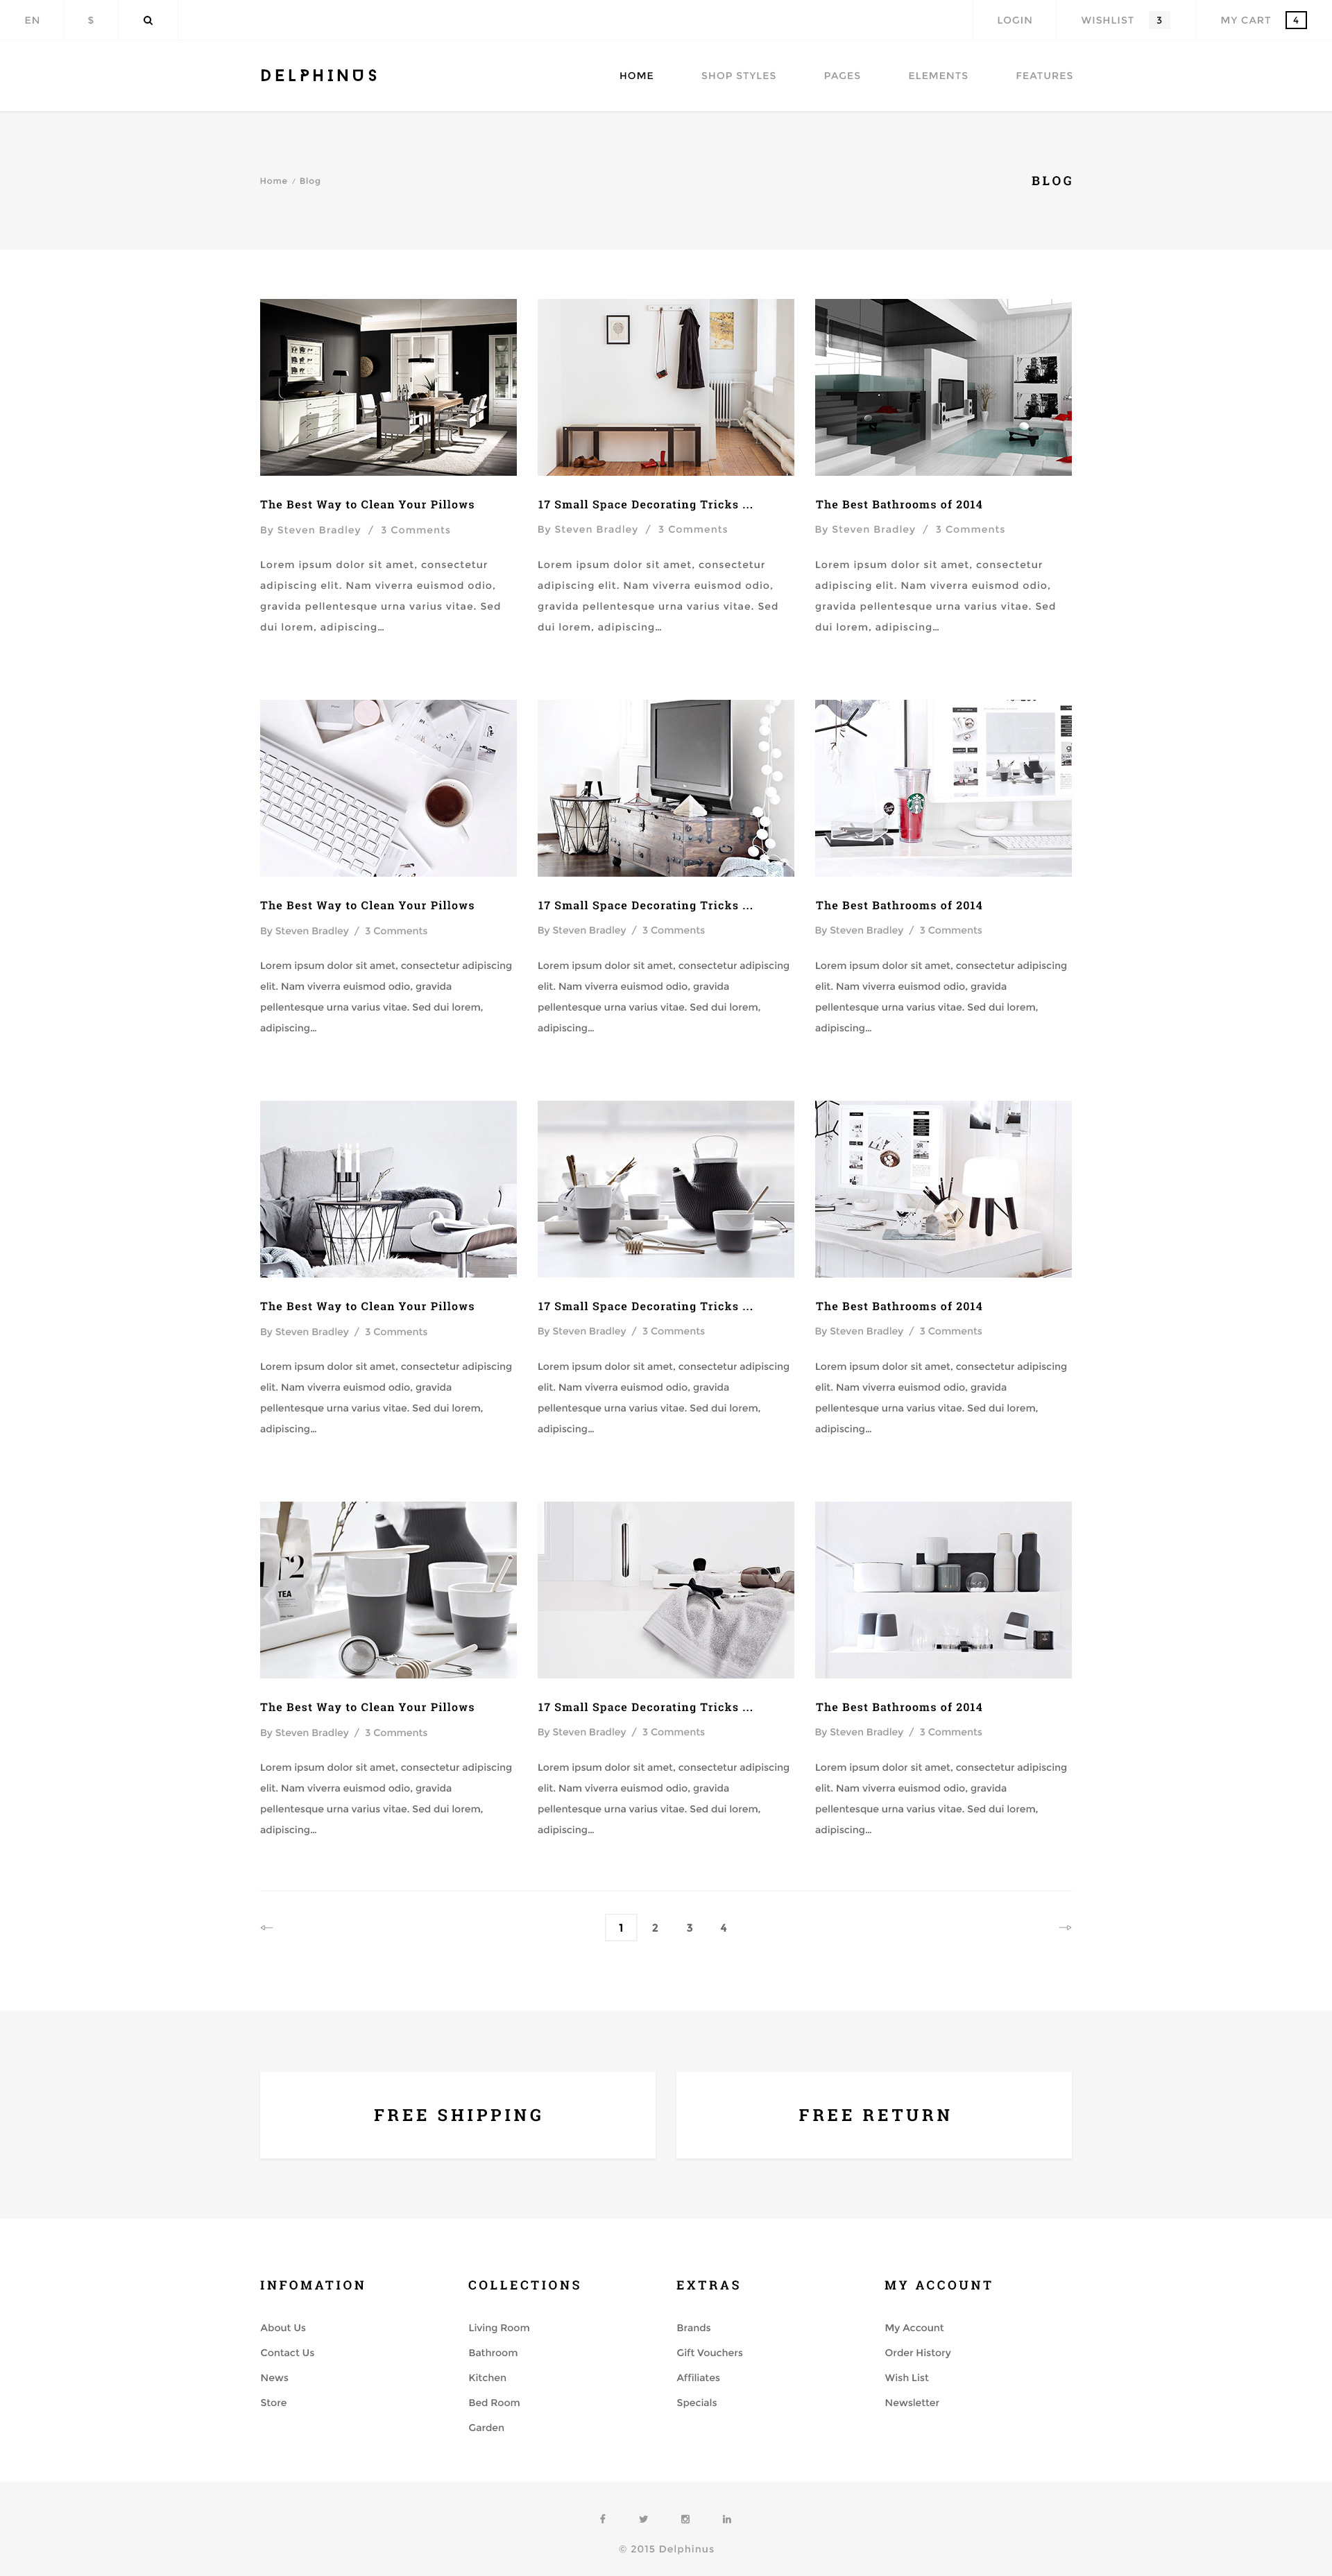 EN $ LOGIN WISHLIST 3 MY CART 4
DELPHINUS HOME SHOP STYLES PAGES ELEMENTS FEATURES
Home / Blog BLOG
The Best Way to Clean Your Pillows
By Steven Bradley / 3 Comments
Lorem ipsum dolor sit amet, consectetur
adipiscing elit. Nam viverra euismod odio,
gravida pellentesque urna varius vitae. Sed
dui lorem, adipiscing...
17 Small Space Decorating Tricks ...
By Steven Bradley / 3 Comments
Lorem ipsum dolor sit amet, consectetur
adipiscing elit. Nam viverra euismod odio,
gravida pellentesque urna varius vitae. Sed
dui lorem, adipiscing...
The Best Bathrooms of 2014
By Steven Bradley / 3 Comments
Lorem ipsum dolor sit amet, consectetur
adipiscing elit. Nam viverra euismod odio,
gravida pellentesque urna varius vitae. Sed
dui lorem, adipiscing...
The Best Way to Clean Your Pillows
By Steven Bradley / 3 Comments
Lorem ipsum dolor sit amet, consectetur adipiscing
elit. Nam viverra euismod odio, gravida
pellentesque urna varius vitae. Sed dui lorem,
adipiscing...
17 Small Space Decorating Tricks ...
By Steven Bradley / 3 Comments
Lorem ipsum dolor sit amet, consectetur adipiscing
elit. Nam viverra euismod odio, gravida
pellentesque urna varius vitae. Sed dui lorem,
adipiscing...
The Best Bathrooms of 2014
By Steven Bradley / 3 Comments
Lorem ipsum dolor sit amet, consectetur adipiscing
elit. Nam viverra euismod odio, gravida
pellentesque urna varius vitae. Sed dui lorem,
adipiscing...
The Best Way to Clean Your Pillows
By Steven Bradley / 3 Comments
Lorem ipsum dolor sit amet, consectetur adipiscing
elit. Nam viverra euismod odio, gravida
pellentesque urna varius vitae. Sed dui lorem,
adipiscing...
17 Small Space Decorating Tricks ...
By Steven Bradley / 3 Comments
Lorem ipsum dolor sit amet, consectetur adipiscing
elit. Nam viverra euismod odio, gravida
pellentesque urna varius vitae. Sed dui lorem,
adipiscing...
The Best Bathrooms of 2014
By Steven Bradley / 3 Comments
Lorem ipsum dolor sit amet, consectetur adipiscing
elit. Nam viverra euismod odio, gravida
pellentesque urna varius vitae. Sed dui lorem,
adipiscing...
TEA
The Best Way to Clean Your Pillows
By Steven Bradley / 3 Comments
Lorem ipsum dolor sit amet, consectetur adipiscing
elit. Nam viverra euismod odio, gravida
pellentesque urna varius vitae. Sed dui lorem,
adipiscing...
17 Small Space Decorating Tricks ...
By Steven Bradley / 3 Comments
Lorem ipsum dolor sit amet, consectetur adipiscing
elit. Nam viverra euismod odio, gravida
pellentesque urna varius vitae. Sed dui lorem,
adipiscing...
The Best Bathrooms of 2014
By Steven Bradley / 3 Comments
Lorem ipsum dolor sit amet, consectetur adipiscing
elit. Nam viverra euismod odio, gravida
pellentesque urna varius vitae. Sed dui lorem,
adipiscing...
1 2 3 4
FREE SHIPPING
FREE RETURN
INFOMATION
About Us
Contact Us
News
Store
COLLECTIONS
Living Room
Bathroom
Kitchen
Bed Room
Garden
EXTRAS
Brands
Gift Vouchers
Affiliates
Specials
MY ACCOUNT
My Account
Order History
Wish List
Newsletter
© 2015 Delphinus